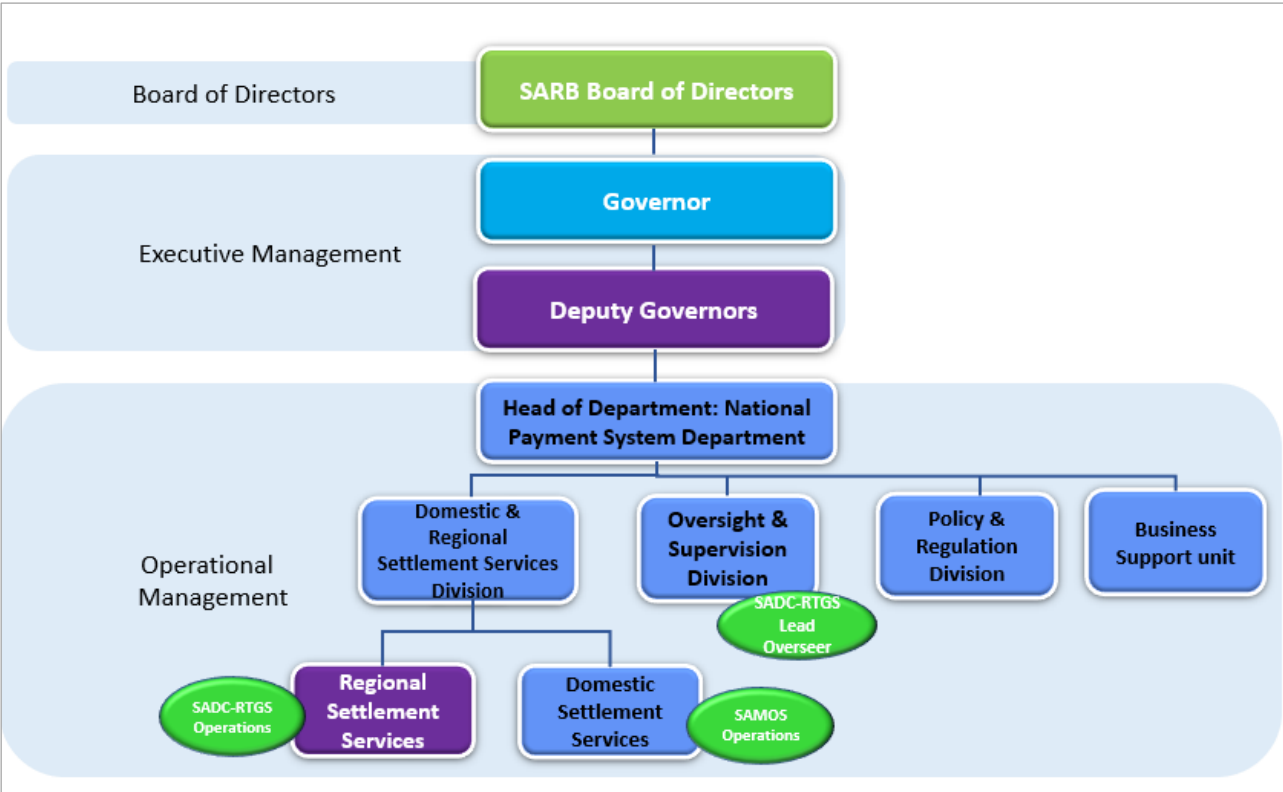 Board of Directors
SARB Board of Directors
Executive Management
Governor
Deputy Governors
Operational
Management
Head of Department: National
Payment System Department
Domestic &
Regional
Settlement Services
Division
Oversight &
Supervision
Division
SADC-RTGS
Lead
Overseer
Policy &
Regulation
Division
Business
Support unit
SADC-RTGS
Operations
Regional
Settlement
Services
Domestic
Settlement
Services
SAMOS
Operations